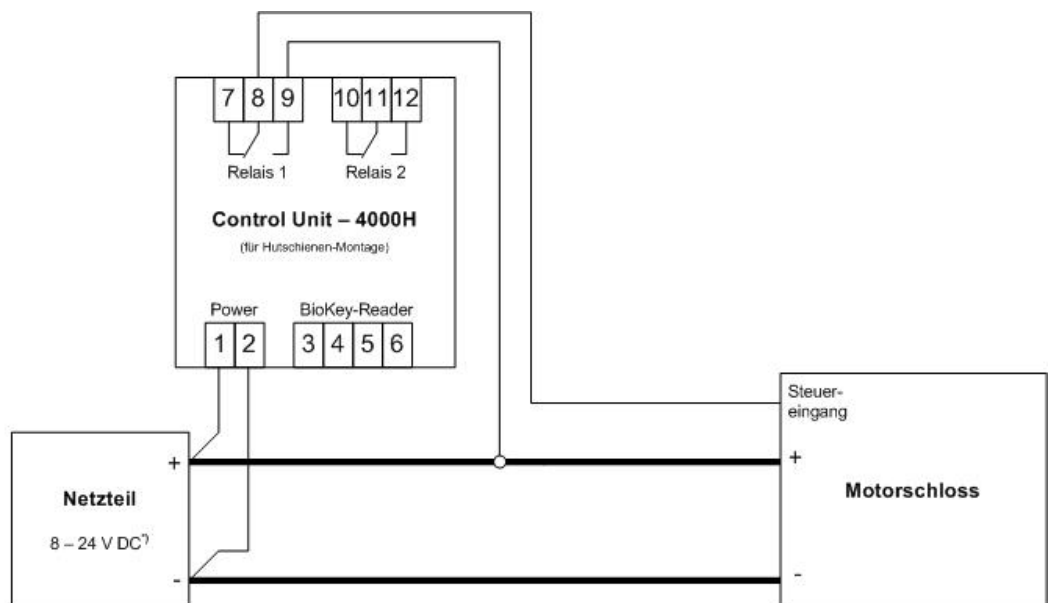 7 8 9 10 11 12
Relais 1 Relais 2
Control Unit – 4000H
(für Hutschienen-Montage)
Power BioKey-Reader
1 2 3 4 5 6
Steuer-
eingang
+ +
Netzteil
Motorschloss
8 – 24 V DC*)
- -